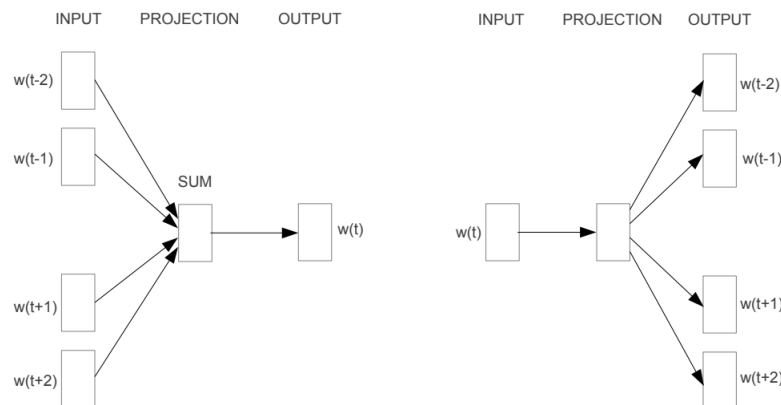 INPUT PROJECTION OUTPUT
w(t-2)
w(t-1)
SUM
w(t)
w(t+1)
w(t+2)
INPUT PROJECTION OUTPUT
w(t-2)
w(t-1)
w(t)
w(t+1)
w(t+2)